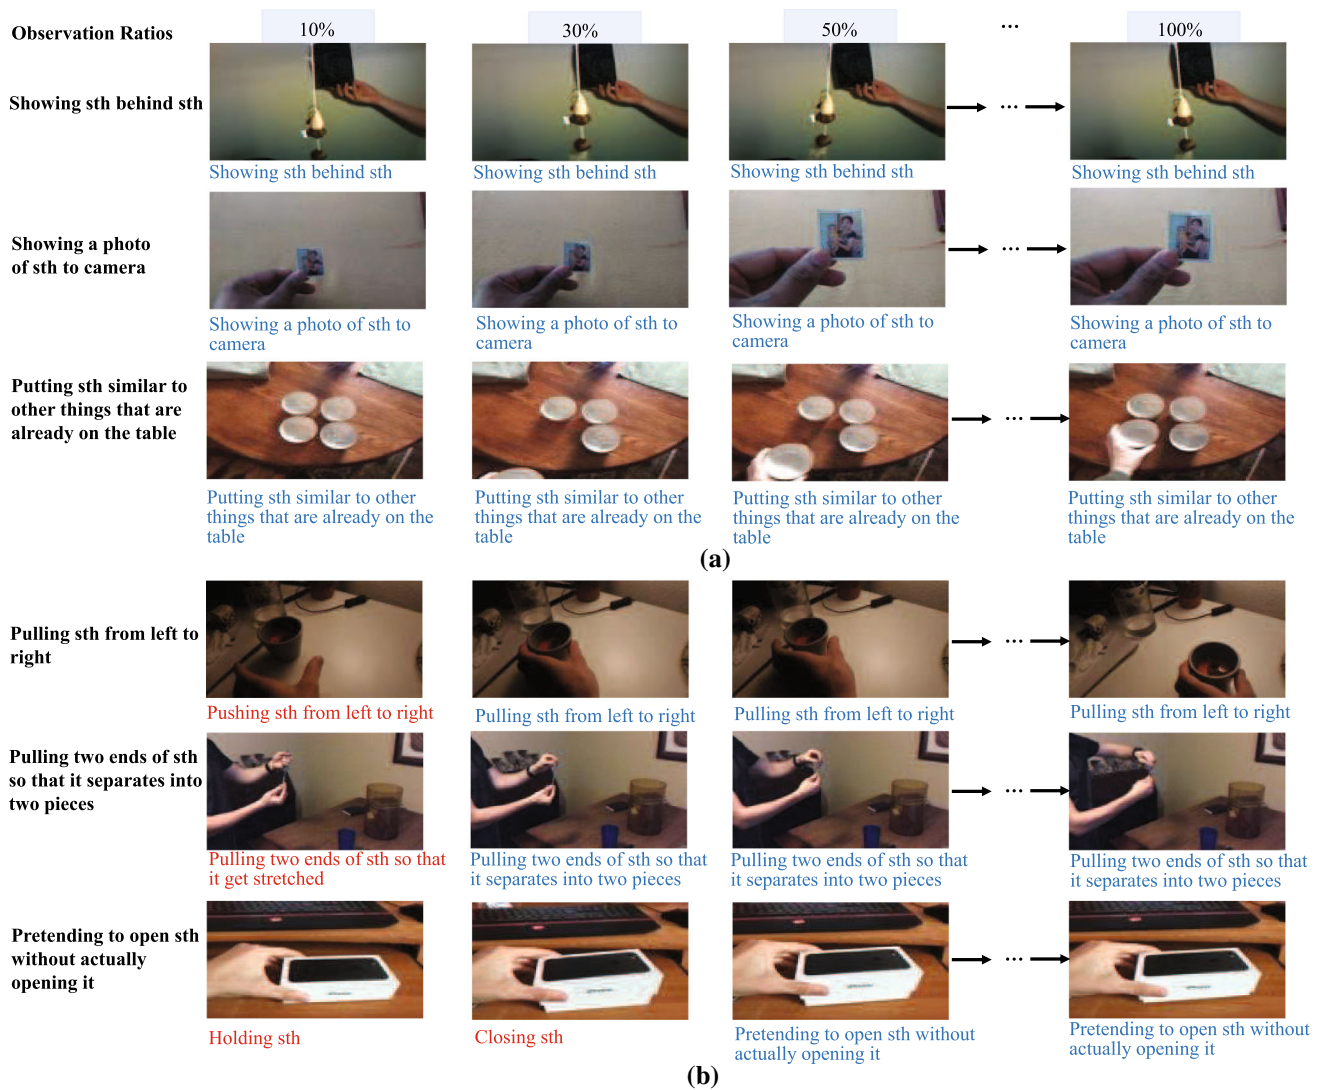 Observation Ratios 10% 30% 50% ... 100%
Showing sth behind sth
Showing sth behind sth
Showing sth behind sth
Showing sth behind sth
Showing sth behind sth
Showing a photo
of sth to camera
Showing a photo of sth to
camera
Showing a photo of sth to
camera
Showing a photo of sth to
camera
Showing a photo of sth to
camera
Putting sth similar to
other things that are
already on the table
Putting sth similar to other
things that are already on the
table
Putting sth similar to other
things that are already on the
table
Putting sth similar to other
things that are already on the
table
Putting sth similar to other
things that are already on the
table
(a)
Pulling sth from left to
right
Pushing sth from left to right
Pulling sth from left to right
Pulling sth from left to right
Pulling sth from left to right
Pulling two ends of sth
so that it separates into
two pieces
Pulling two ends of sth so that
it get stretched
Pulling two ends of sth so that
it separates into two pieces
Pulling two ends of sth so that
it separates into two pieces
Pulling two ends of sth so that
it separates into two pieces
Pretending to open sth
without actually
opening it
Holding sth
Closing sth
Pretending to open sth without
actually opening it
Pretending to open sth without
actually opening it
(b)